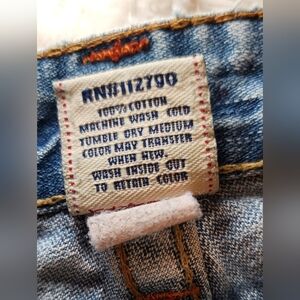 RN#112790
100% COTTON
MACHINE WASH COLD
TUMBLE DRY MEDIUM
COLOR MAY TRANSFER
WHEN NEW.
WASH INSIDE OUT
TO RETAIN COLOR